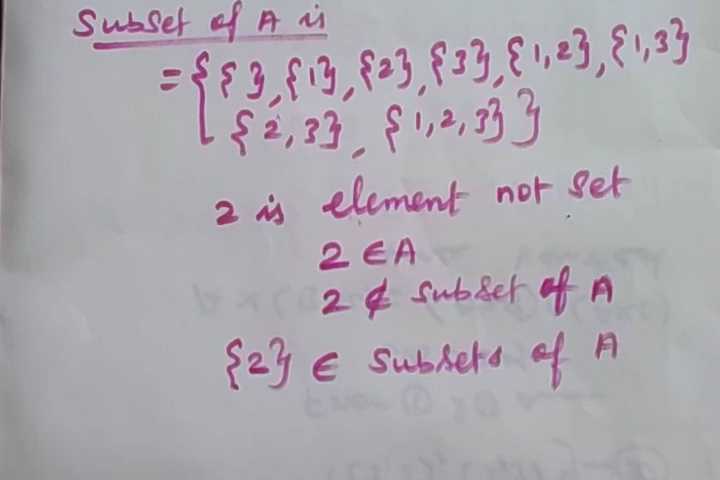 Subset of A is
= { { }, {1}, {2}, {3}, {1,2}, {1,3}
{2,3}, {1,2,3} }
2 is element not set
2 ∈ A
2 ∉ subset of A
{2} ∈ subsets of A